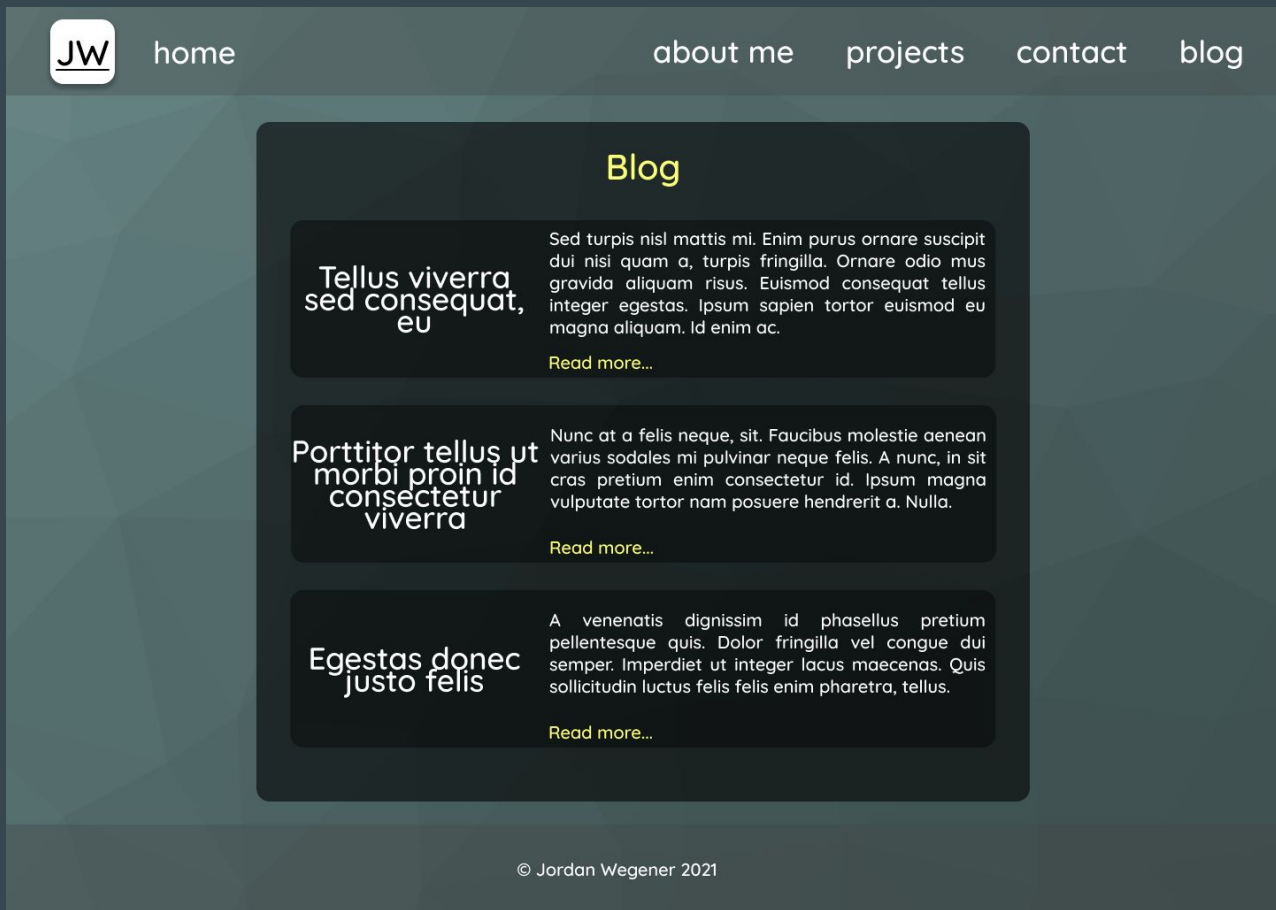 JW
home
about me
projects
contact
blog
Blog
Tellus viverra
sed consequat,
eu
Sed turpis nisl mattis mi. Enim purus ornare suscipit
dui nisi quam a, turpis fringilla. Ornare odio mus
gravida aliquam risus. Euismod consequat tellus
integer egestas. Ipsum sapien tortor euismod eu
magna aliquam. Id enim ac.
Read more...
Porttitor tellus ut
morbi proin id
consectetur
viverra
Nunc at a felis neque, sit. Faucibus molestie aenean
varius sodales mi pulvinar neque felis. A nunc, in sit
cras pretium enim consectetur id. Ipsum magna
vulputate tortor nam posuere hendrerit a. Nulla.
Read more...
Egestas donec
justo felis
A venenatis dignissim id phasellus pretium
pellentesque quis. Dolor fringilla vel congue dui
semper. Imperdiet ut integer lacus maecenas. Quis
sollicitudin luctus felis felis enim pharetra, tellus.
Read more...
© Jordan Wegener 2021